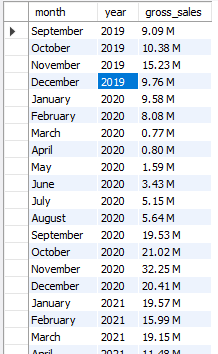 month year gross_sales
September 2019 9.09 M
October 2019 10.38 M
November 2019 15.23 M
December 2019 9.76 M
January 2020 9.58 M
February 2020 8.08 M
March 2020 0.77 M
April 2020 0.80 M
May 2020 1.59 M
June 2020 3.43 M
July 2020 5.15 M
August 2020 5.64 M
September 2020 19.53 M
October 2020 21.02 M
November 2020 32.25 M
December 2020 20.41 M
January 2021 19.57 M
February 2021 15.99 M
March 2021 19.15 M
April 2021 11.48 M